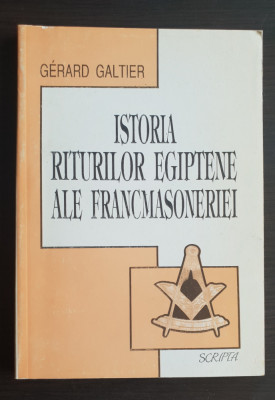 GÉRARD GALTIER
ISTORIA
RITURILOR EGIPTENE
ALE FRANCMASONERIEI
SCRIPTA